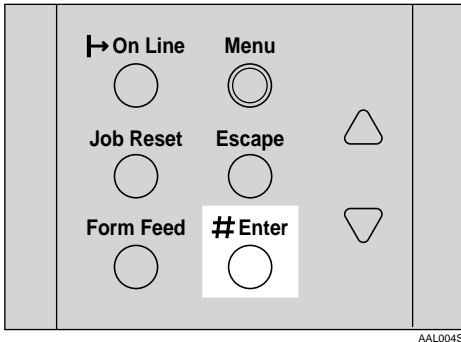 On Line Menu
Job Reset Escape
Form Feed #Enter
AAL004S